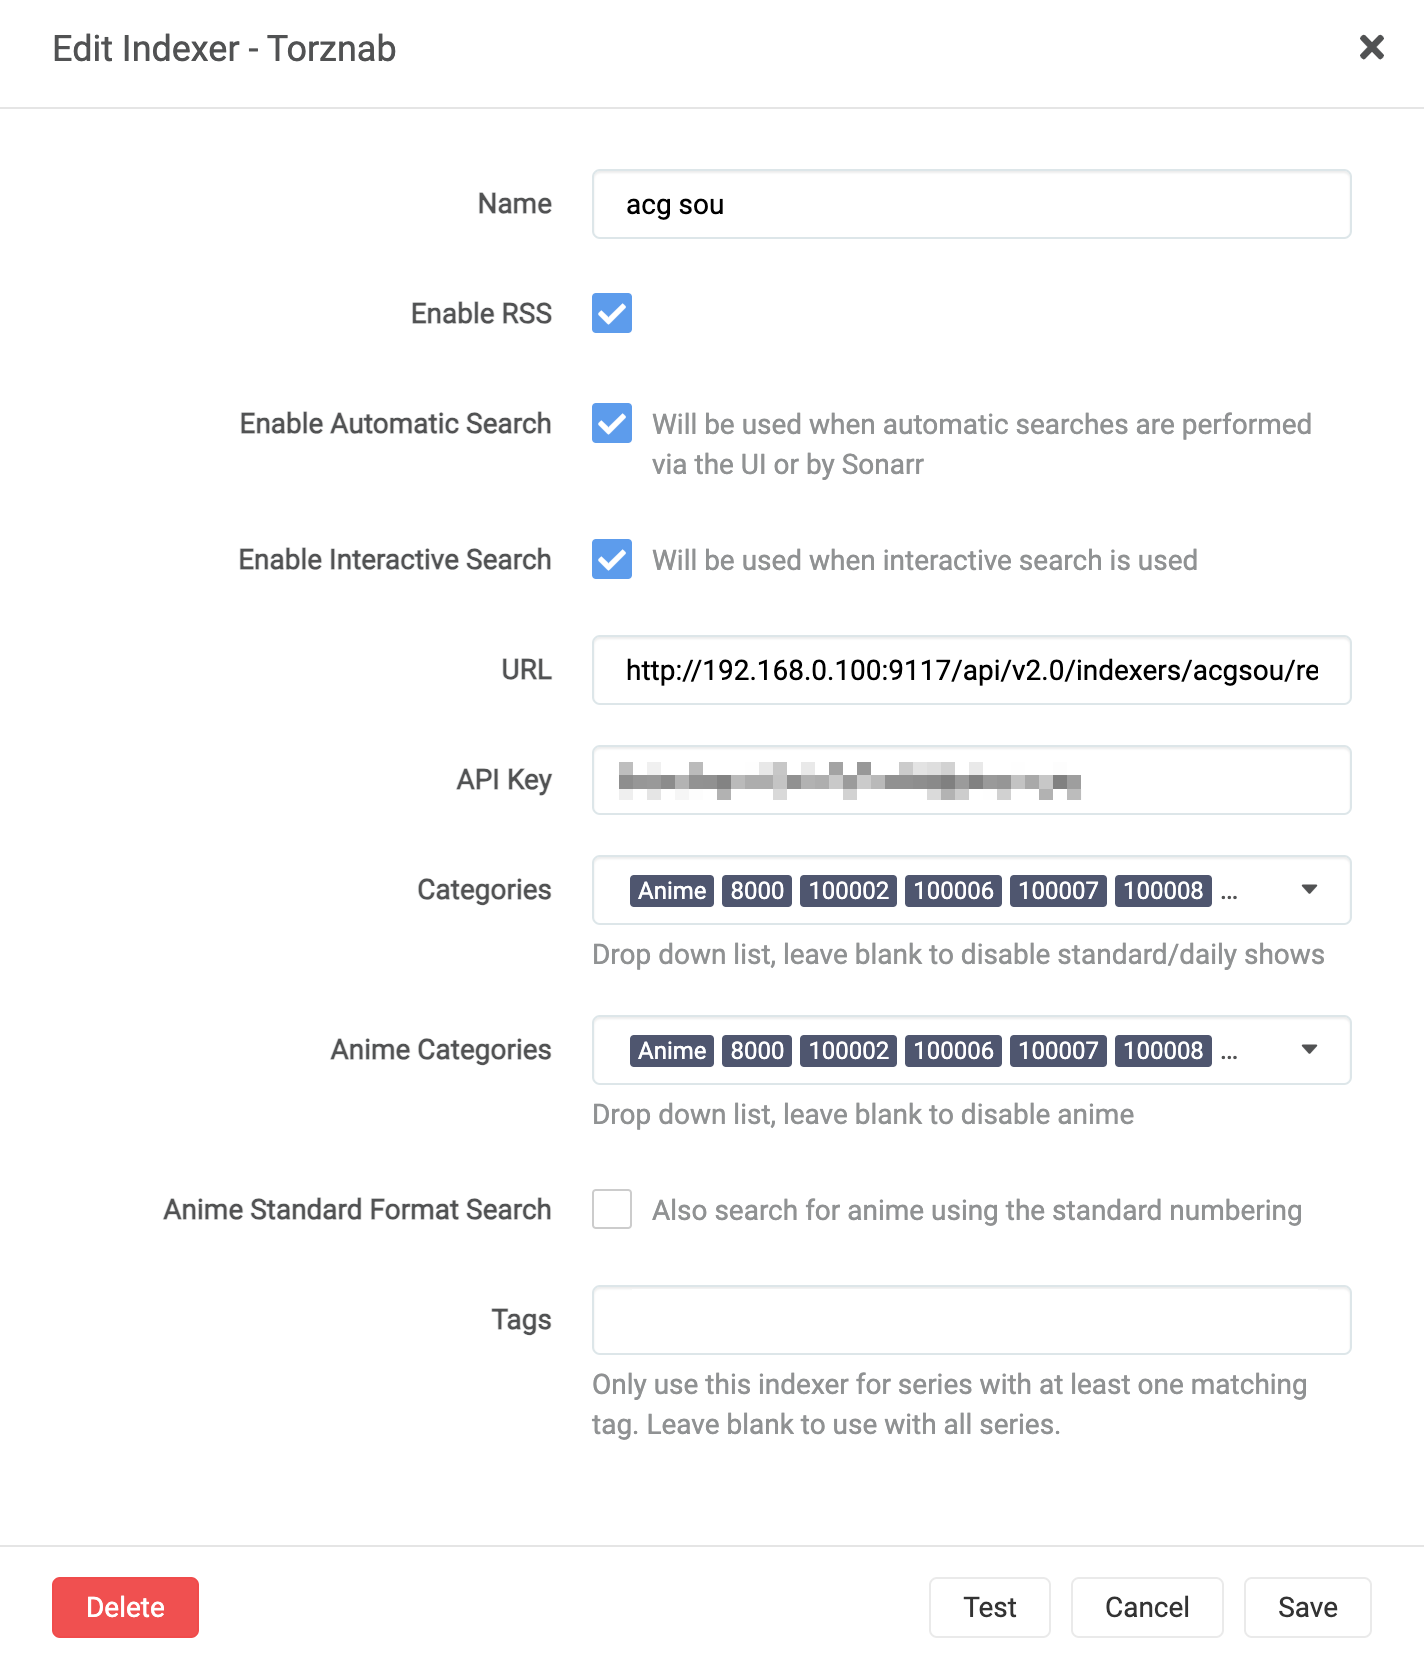 Edit Indexer - Torznab
Name
acg sou
Enable RSS
Enable Automatic Search
Will be used when automatic searches are performed
via the UI or by Sonarr
Enable Interactive Search
Will be used when interactive search is used
URL
http://192.168.0.100:9117/api/v2.0/indexers/acgsou/re
API Key
Categories
Anime 8000 100002 100006 100007 100008 ...
Drop down list, leave blank to disable standard/daily shows
Anime Categories
Anime 8000 100002 100006 100007 100008 ...
Drop down list, leave blank to disable anime
Anime Standard Format Search
Also search for anime using the standard numbering
Tags
Only use this indexer for series with at least one matching
tag. Leave blank to use with all series.
Delete
Test
Cancel
Save